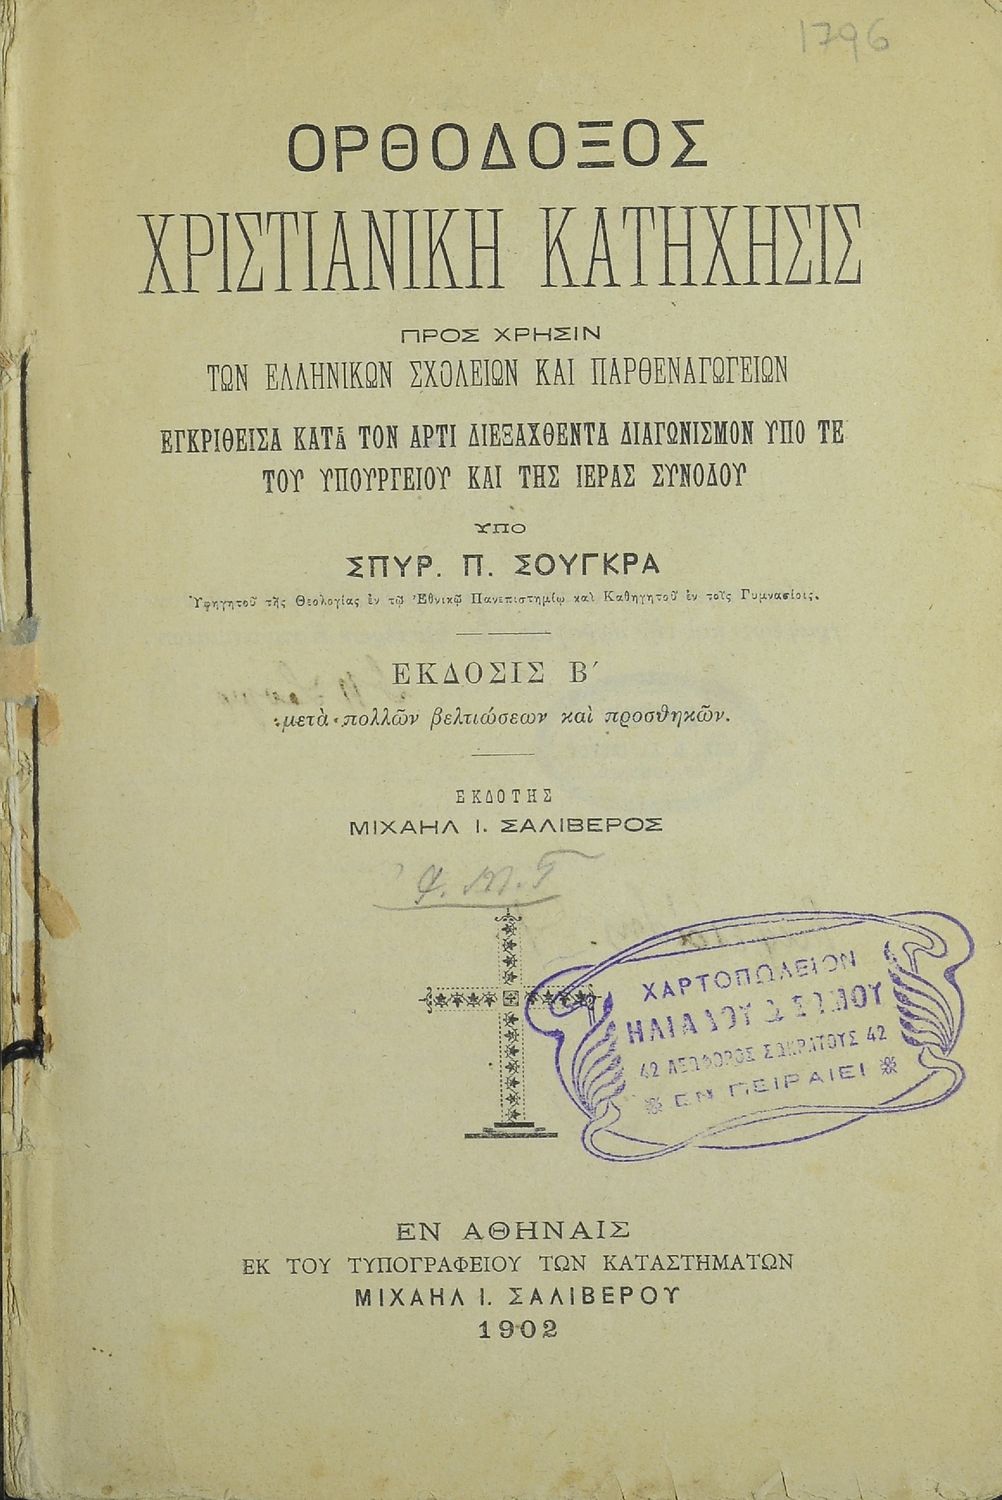 1796
ΟΡΘΟΔΟΞΟΣ
ΧΡΙΣΤΙΑΝΙΚΗ ΚΑΤΗΧΗΣΙΣ
ΠΡΟΣ ΧΡΗΣΙΝ
ΤΩΝ ΕΛΛΗΝΙΚΩΝ ΣΧΟΛΕΙΩΝ ΚΑΙ ΠΑΡΘΕΝΑΓΩΓΕΙΩΝ
ΕΓΚΡΙΘΕΙΣΑ ΚΑΤΑ ΤΟΝ ΑΡΤΙ ΔΙΕΞΑΧΘΕΝΤΑ ΔΙΑΓΩΝΙΣΜΟΝ ΥΠΟ ΤΕ
ΤΟΥ ΥΠΟΥΡΓΕΙΟΥ ΚΑΙ ΤΗΣ ΙΕΡΑΣ ΣΥΝΟΔΟΥ
ΥΠΟ
ΣΠΥΡ. Π. ΣΟΥΓΚΡΑ
Ὑφηγητοῦ τῆς Θεολογίας ἐν τῷ Ἐθνικῷ Πανεπιστημίῳ καὶ Καθηγητοῦ ἐν τοῖς Γυμνασίοις.
ΕΚΔΟΣΙΣ Β΄
μετὰ πολλῶν βελτιώσεων καὶ προσθηκῶν.
ΕΚΔΟΤΗΣ
ΜΙΧΑΗΛ Ι. ΣΑΛΙΒΕΡΟΣ
ΧΑΡΤΟΠΩΛΕΙΟΝ
ΗΛΙΑΔΟΥ &
42 ΛΕΩΦΟΡΟΣ ΣΩΚΡΑΤΟΥΣ 42
ΕΝ ΠΕΙΡΑΙΕΙ
ΕΝ ΑΘΗΝΑΙΣ
ΕΚ ΤΟΥ ΤΥΠΟΓΡΑΦΕΙΟΥ ΤΩΝ ΚΑΤΑΣΤΗΜΑΤΩΝ
ΜΙΧΑΗΛ Ι. ΣΑΛΙΒΕΡΟΥ
1902